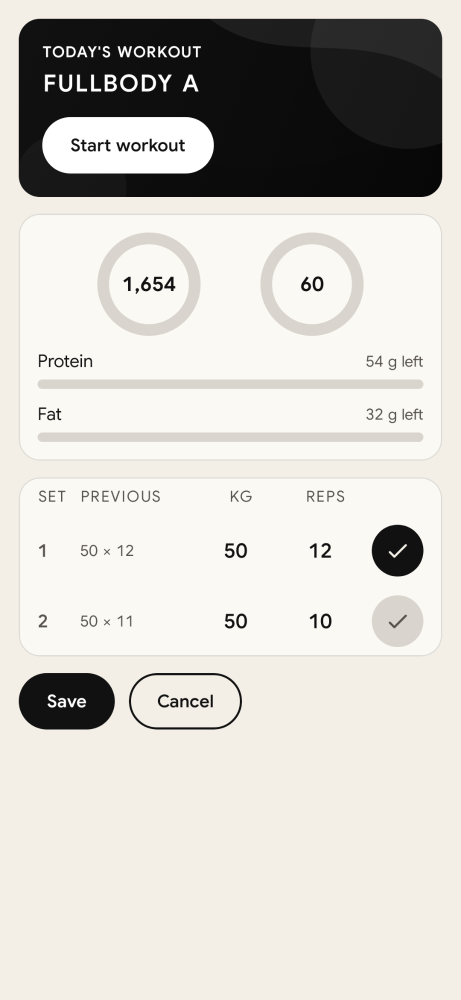 TODAY'S WORKOUT
FULLBODY A
Start workout
1,654 60
Protein 54 g left
Fat 32 g left
SET PREVIOUS KG REPS
1 50 × 12 50 12
2 50 × 11 50 10
Save Cancel